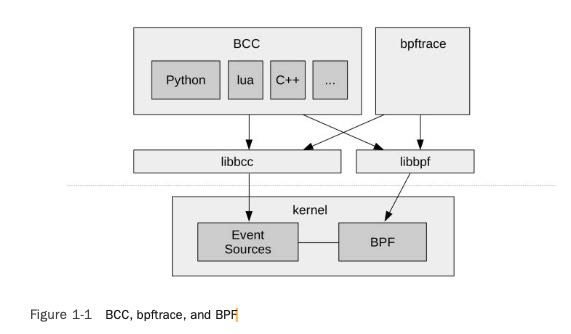 BCC
bpftrace
Python
lua
C++
...
libbcc
libbpf
kernel
Event
Sources
BPF
Figure 1-1 BCC, bpftrace, and BPF